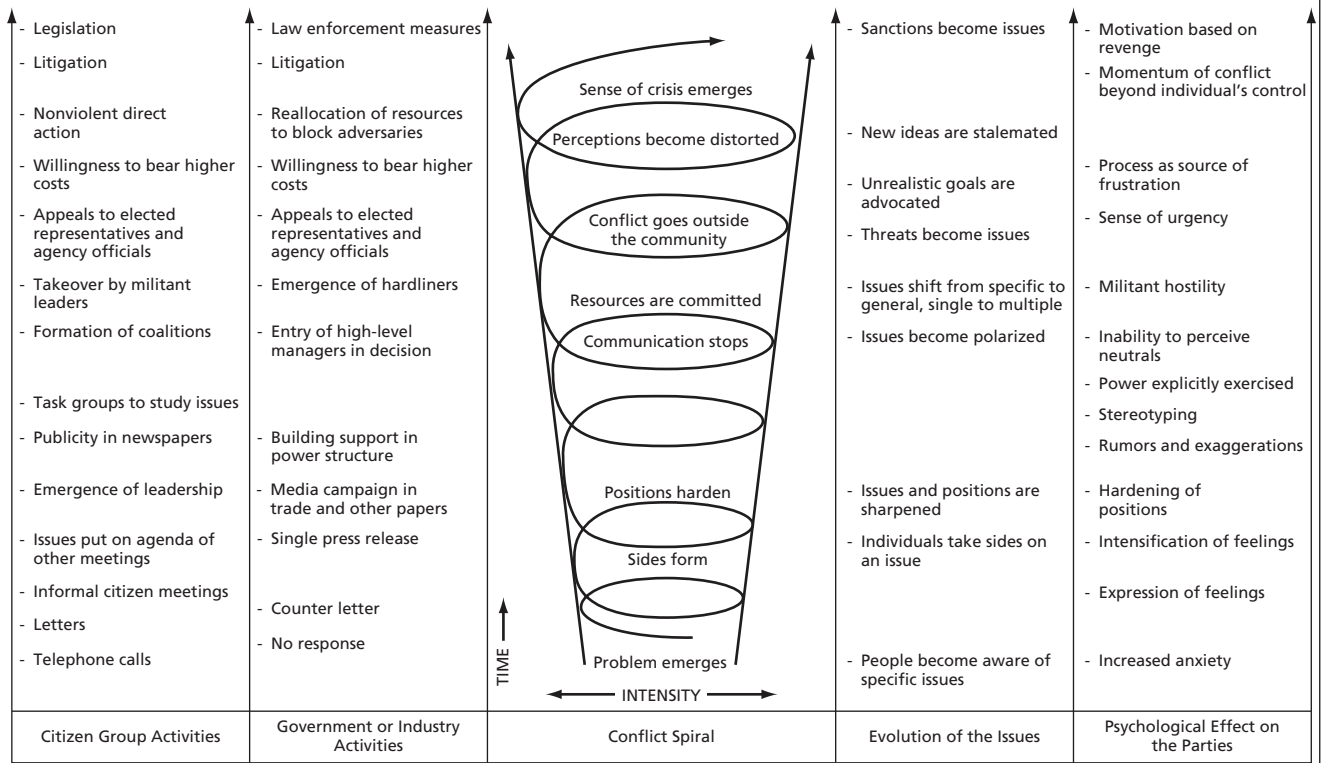 - Legislation
- Litigation
- Nonviolent direct
action
- Willingness to bear higher
costs
- Appeals to elected
representatives and
agency officials
- Takeover by militant
leaders
- Formation of coalitions
- Task groups to study issues
- Publicity in newspapers
- Emergence of leadership
- Issues put on agenda of
other meetings
- Informal citizen meetings
- Letters
- Telephone calls
Citizen Group Activities
- Law enforcement measures
- Litigation
- Reallocation of resources
to block adversaries
- Willingness to bear higher
costs
- Appeals to elected
representatives and
agency officials
- Emergence of hardliners
- Entry of high-level
managers in decision
- Building support in
power structure
- Media campaign in
trade and other papers
- Single press release
- Counter letter
- No response
Government or Industry
Activities
Sense of crisis emerges
Perceptions become distorted
Conflict goes outside
the community
Resources are committed
Communication stops
Positions harden
Sides form
Problem emerges
TIME
INTENSITY
Conflict Spiral
- Sanctions become issues
- New ideas are stalemated
- Unrealistic goals are
advocated
- Threats become issues
- Issues shift from specific to
general, single to multiple
- Issues become polarized
- Issues and positions are
sharpened
- Individuals take sides on
an issue
- People become aware of
specific issues
Evolution of the Issues
- Motivation based on
revenge
- Momentum of conflict
beyond individual's control
- Process as source of
frustration
- Sense of urgency
- Militant hostility
- Inability to perceive
neutrals
- Power explicitly exercised
- Stereotyping
- Rumors and exaggerations
- Hardening of
positions
- Intensification of feelings
- Expression of feelings
- Increased anxiety
Psychological Effect on
the Parties